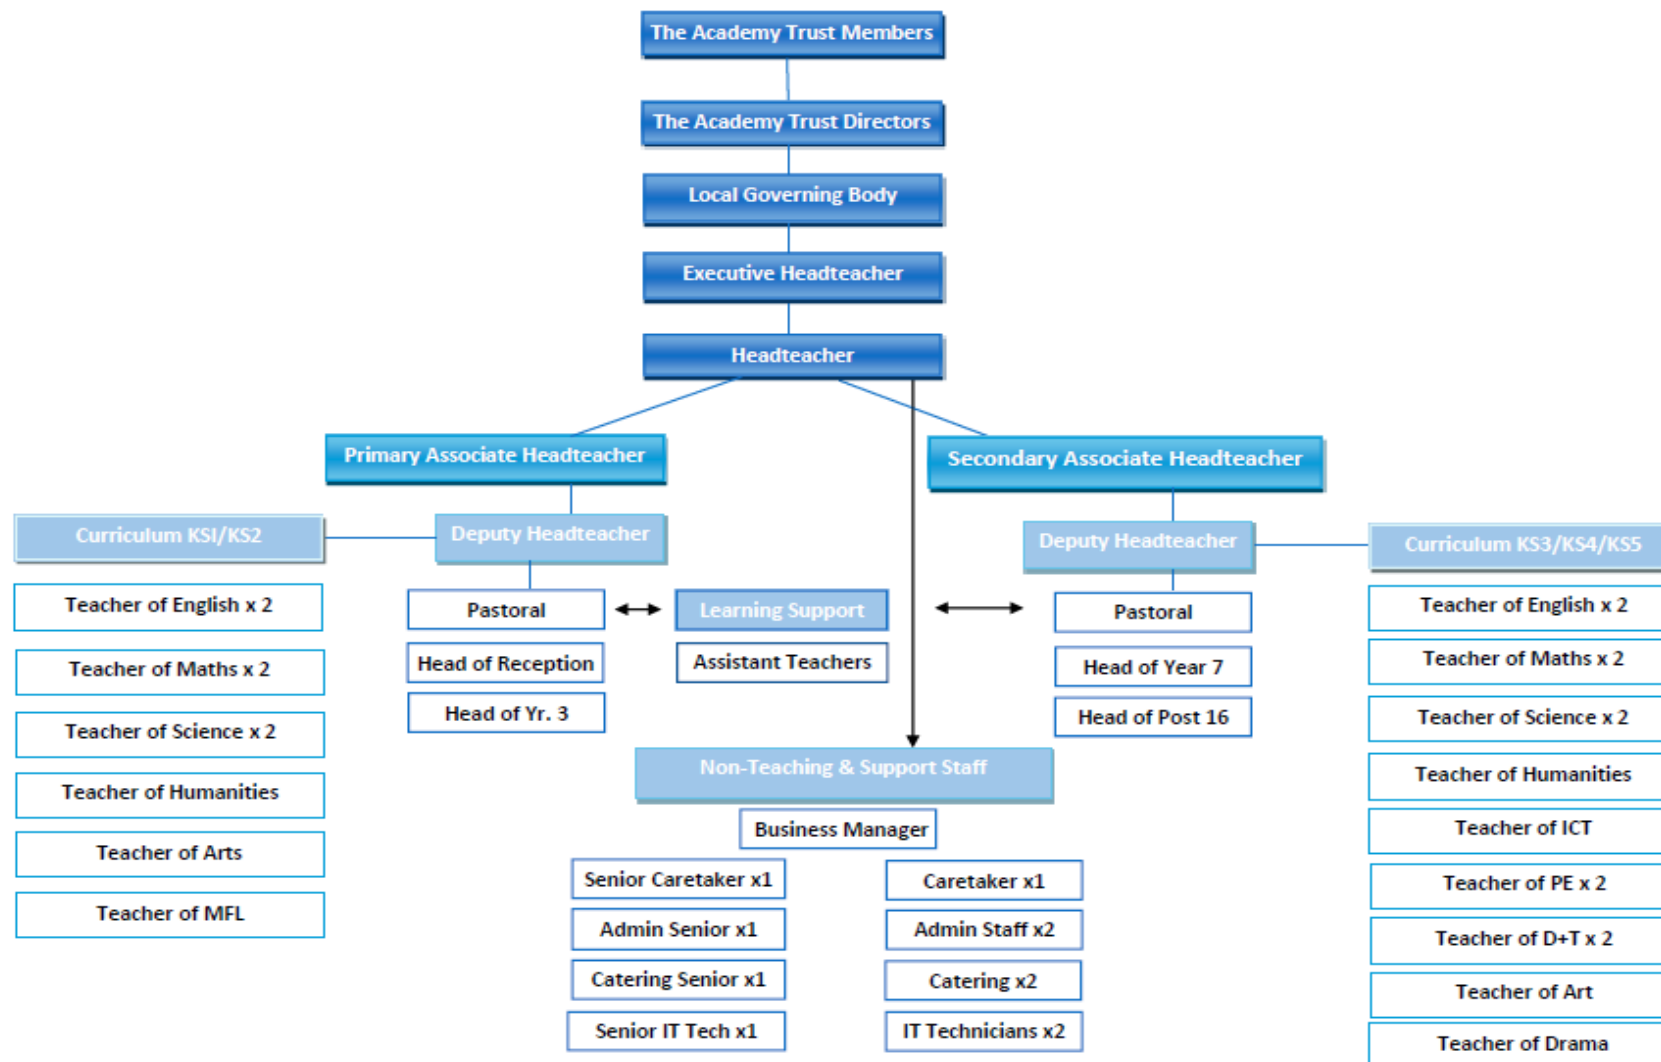 The Academy Trust Members
The Academy Trust Directors
Local Governing Body
Executive Headteacher
Headteacher
Primary Associate Headteacher
Secondary Associate Headteacher
Curriculum KSI/KS2
Deputy Headteacher
Deputy Headteacher
Curriculum KS3/KS4/KS5
Teacher of English x 2
Teacher of Maths x 2
Teacher of Science x 2
Teacher of Humanities
Teacher of Arts
Teacher of MFL
Pastoral
Head of Reception
Head of Yr. 3
Learning Support
Assistant Teachers
Pastoral
Head of Year 7
Head of Post 16
Teacher of English x 2
Teacher of Maths x 2
Teacher of Science x 2
Teacher of Humanities
Teacher of ICT
Teacher of PE x 2
Teacher of D+T x 2
Teacher of Art
Teacher of Drama
Non-Teaching & Support Staff
Business Manager
Senior Caretaker x1
Caretaker x1
Admin Senior x1
Admin Staff x2
Catering Senior x1
Catering x2
Senior IT Tech x1
IT Technicians x2